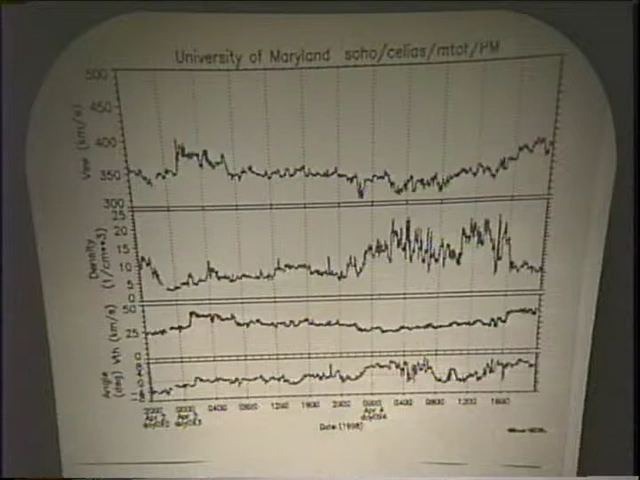 University of Maryland soho/celias/mtof/PM
500
450
400
350
300
Vsw (km/s)
25
20
15
10
5
0
Density
(1/cm**3)
50
25
0
Vth (km/s)
Angle
(deg)
0000 0400 0800 1200 1600 2000 0000 0400 0800 1200 1600
Date (1998)